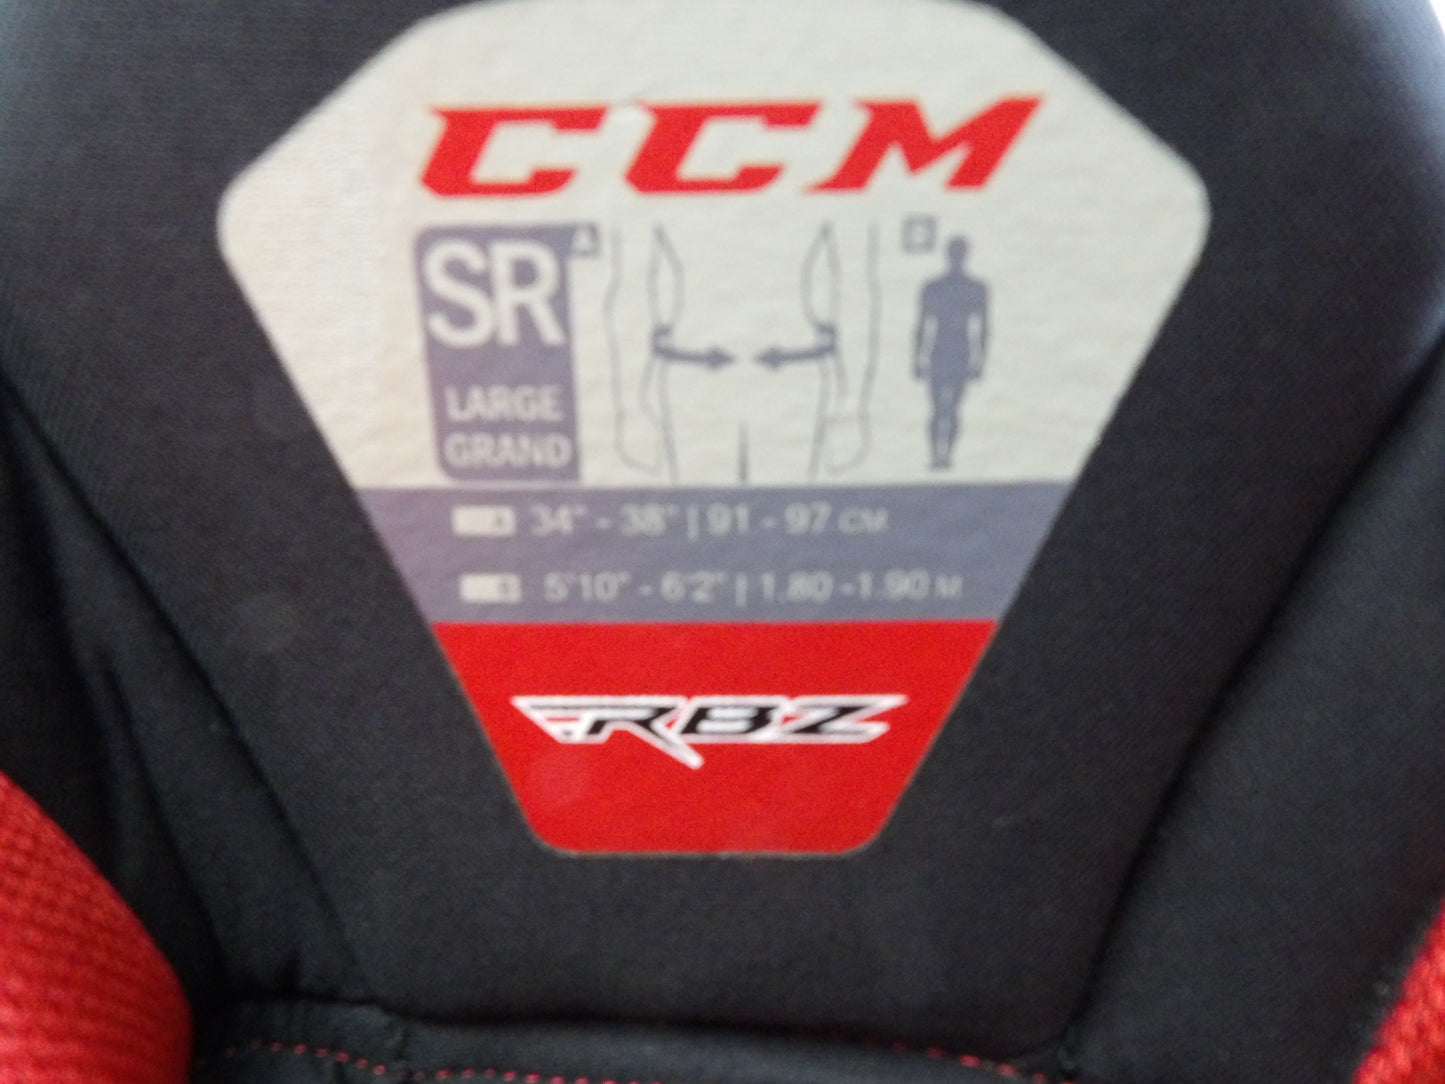 CCM
SR
A
LARGE
GRAND
A 34" - 38" | 91 - 97 CM
5'10" - 6'2" | 1.80 - 1.90 M
RBZ